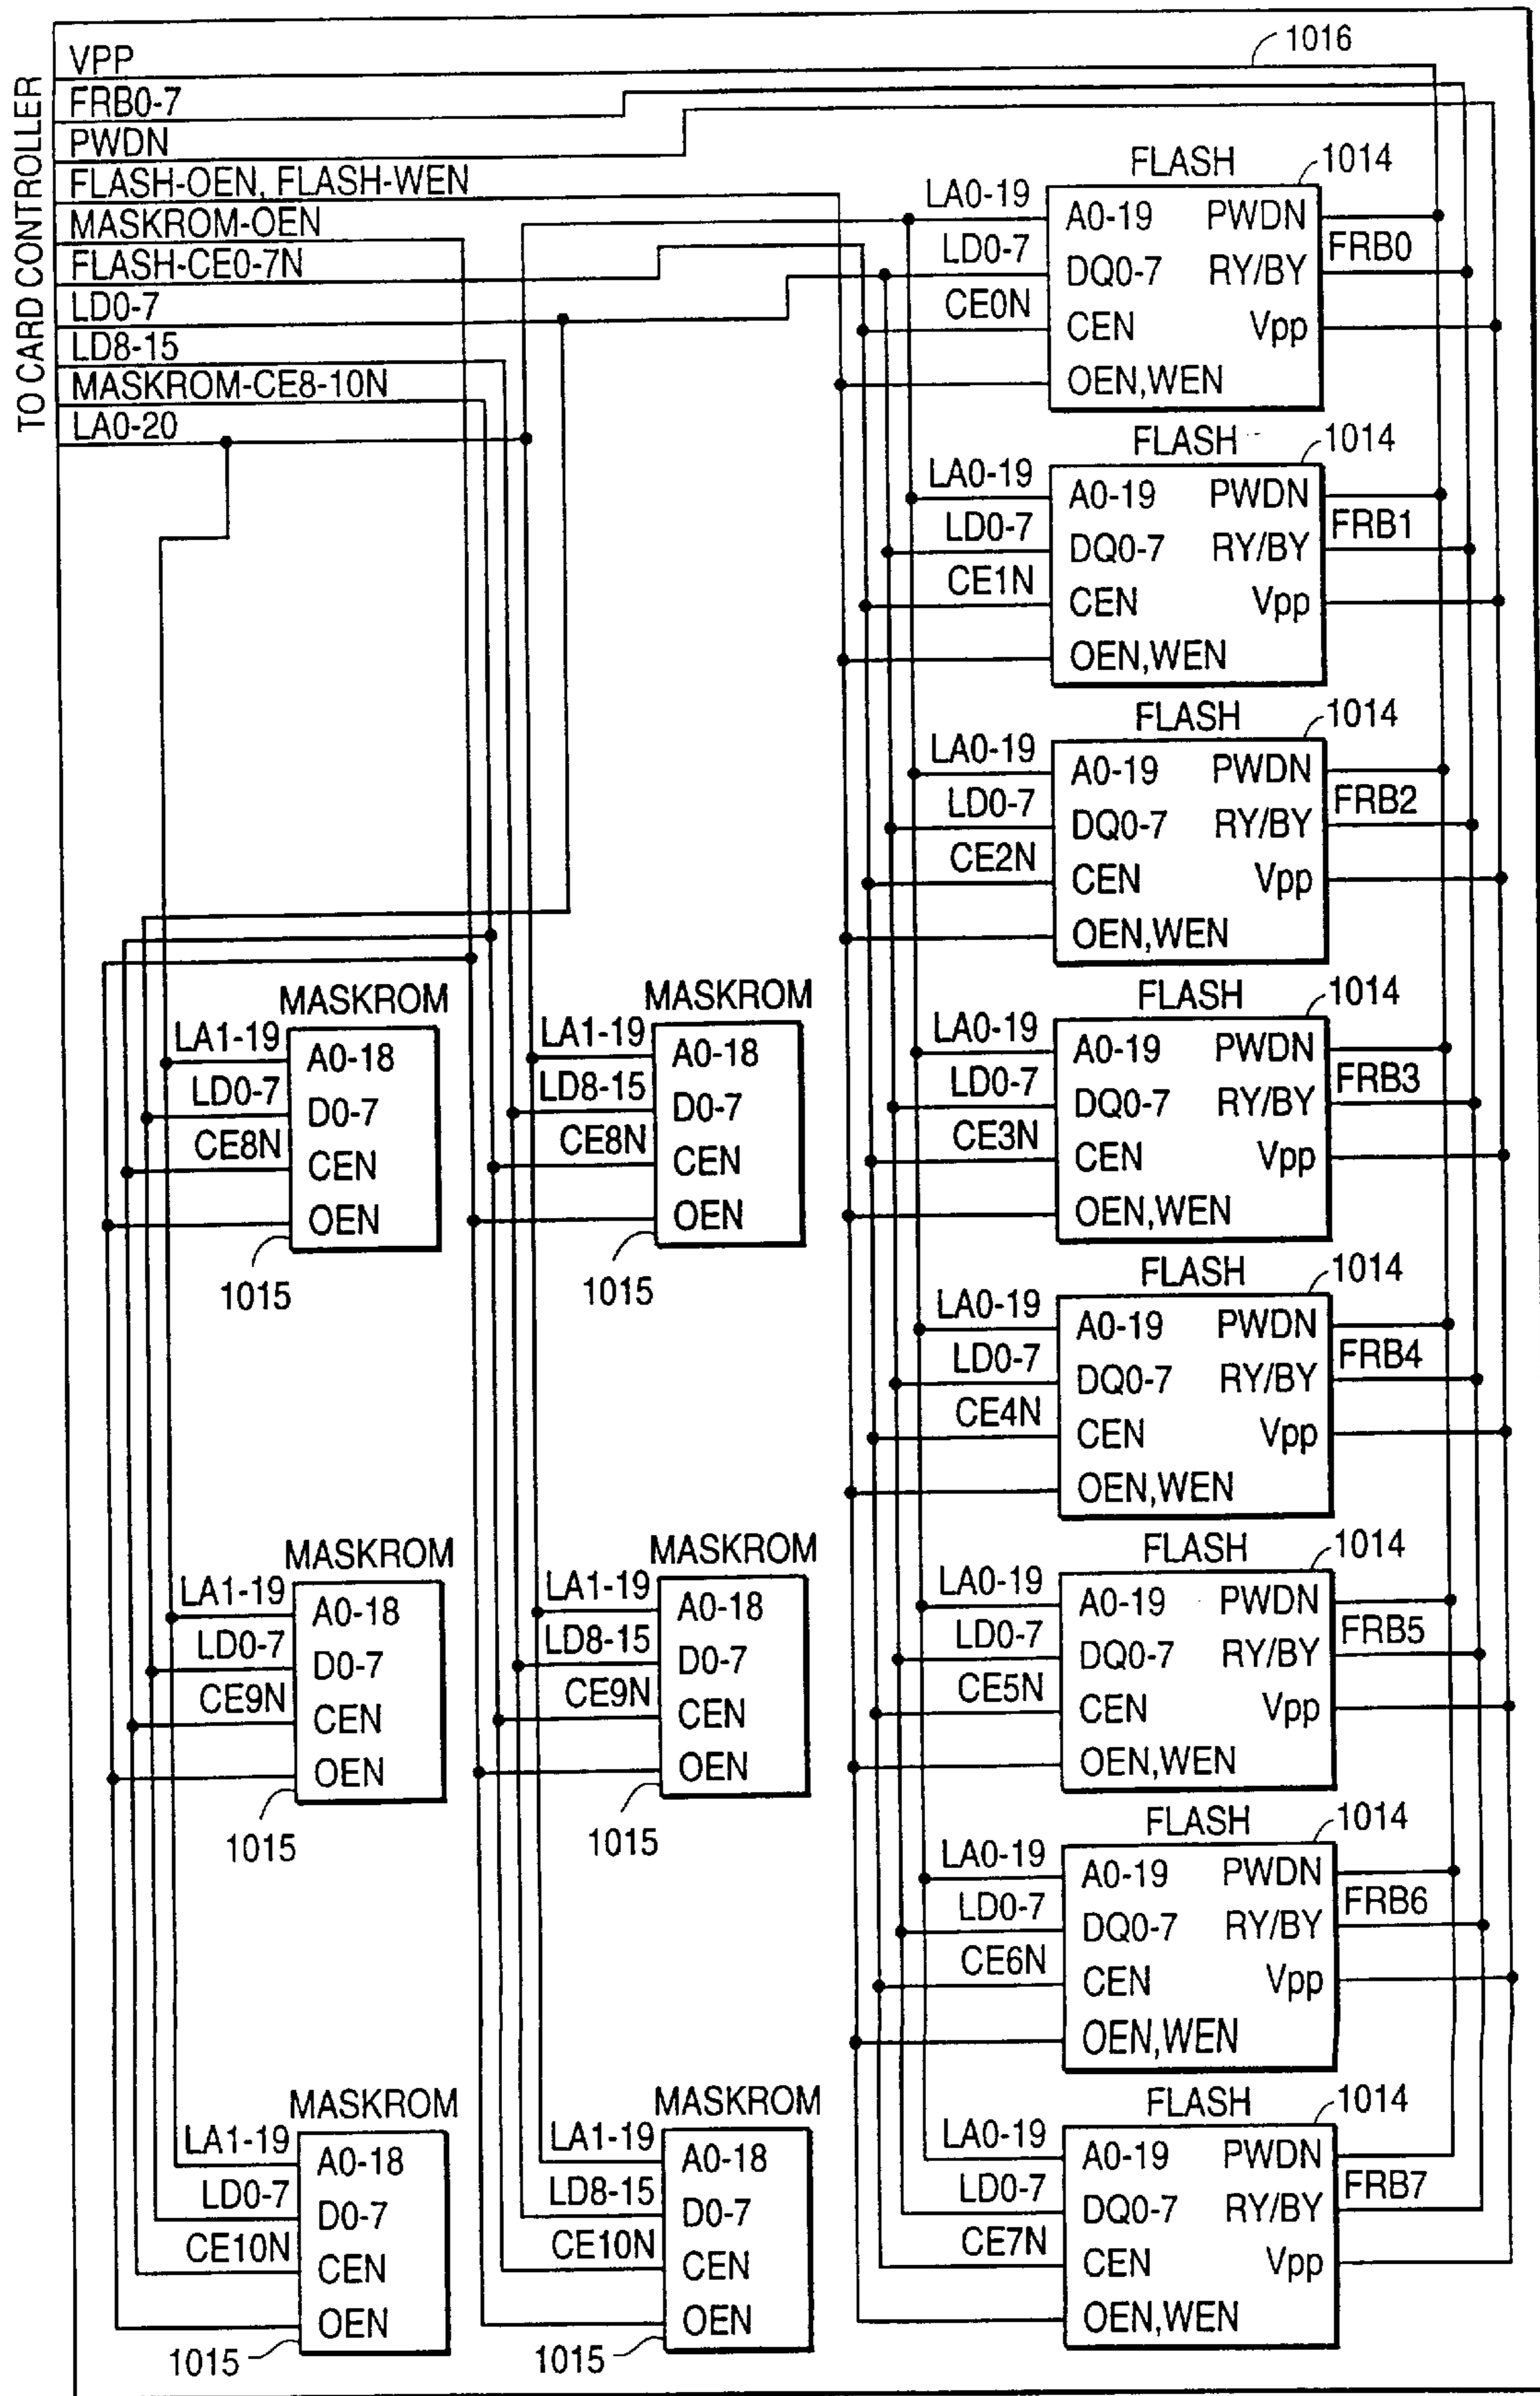 TO CARD CONTROLLER
VPP
FRB0-7
PWDN
FLASH-OEN, FLASH-WEN
MASKROM-OEN
FLASH-CE0-7N
LD0-7
LD8-15
MASKROM-CE8-10N
LA0-20
1016
FLASH 1014
LA0-19 A0-19 PWDN
LD0-7 DQ0-7 RY/BY FRB0
CE0N CEN Vpp
OEN,WEN
FLASH 1014
LA0-19 A0-19 PWDN
LD0-7 DQ0-7 RY/BY FRB1
CE1N CEN Vpp
OEN,WEN
FLASH 1014
LA0-19 A0-19 PWDN
LD0-7 DQ0-7 RY/BY FRB2
CE2N CEN Vpp
OEN,WEN
FLASH 1014
LA0-19 A0-19 PWDN
LD0-7 DQ0-7 RY/BY FRB3
CE3N CEN Vpp
OEN,WEN
FLASH 1014
LA0-19 A0-19 PWDN
LD0-7 DQ0-7 RY/BY FRB4
CE4N CEN Vpp
OEN,WEN
FLASH 1014
LA0-19 A0-19 PWDN
LD0-7 DQ0-7 RY/BY FRB5
CE5N CEN Vpp
OEN,WEN
FLASH 1014
LA0-19 A0-19 PWDN
LD0-7 DQ0-7 RY/BY FRB6
CE6N CEN Vpp
OEN,WEN
FLASH 1014
LA0-19 A0-19 PWDN
LD0-7 DQ0-7 RY/BY FRB7
CE7N CEN Vpp
OEN,WEN
MASKROM
LA1-19 A0-18
LD0-7 D0-7
CE8N CEN
OEN
1015
MASKROM
LA1-19 A0-18
LD8-15 D0-7
CE8N CEN
OEN
1015
MASKROM
LA1-19 A0-18
LD0-7 D0-7
CE9N CEN
OEN
1015
MASKROM
LA1-19 A0-18
LD8-15 D0-7
CE9N CEN
OEN
1015
MASKROM
LA1-19 A0-18
LD0-7 D0-7
CE10N CEN
OEN
1015
MASKROM
LA1-19 A0-18
LD8-15 D0-7
CE10N CEN
OEN
1015